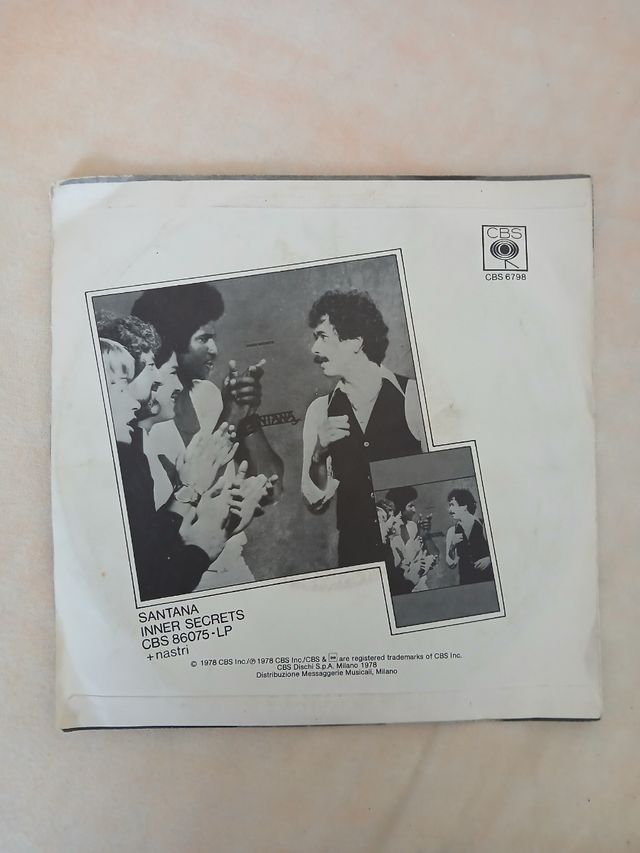 CBS
CBS 6798
SANTANA
SANTANA
INNER SECRETS
CBS 86075-LP
+nastri
© 1978 CBS Inc./℗ 1978 CBS Inc./CBS & are registered trademarks of CBS Inc.
CBS Dischi S.p.A. Milano 1978
Distribuzione Messaggerie Musicali, Milano